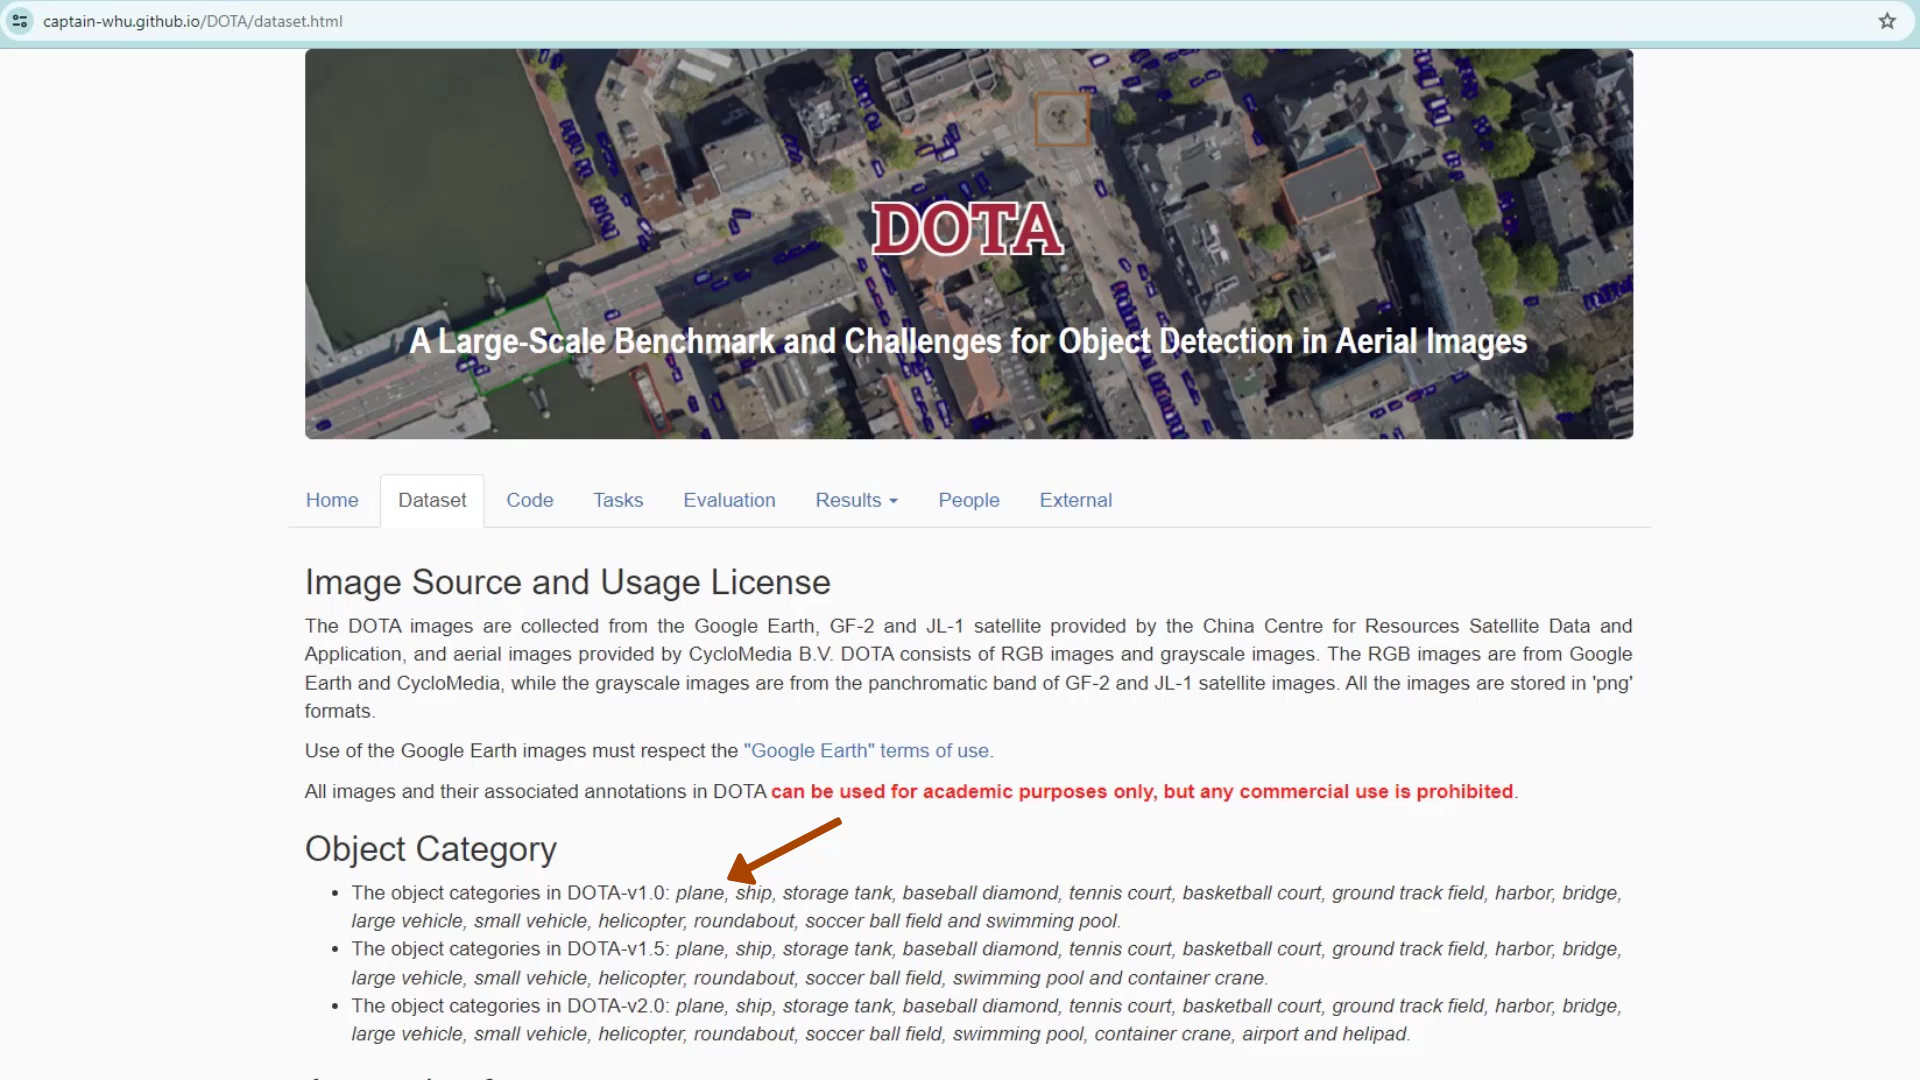 captain-whu.github.io/DOTA/dataset.html
DOTA
A Large-Scale Benchmark and Challenges for Object Detection in Aerial Images
Home Dataset Code Tasks Evaluation Results People External
Image Source and Usage License
The DOTA images are collected from the Google Earth, GF-2 and JL-1 satellite provided by the China Centre for Resources Satellite Data and
Application, and aerial images provided by CycloMedia B.V. DOTA consists of RGB images and grayscale images. The RGB images are from Google
Earth and CycloMedia, while the grayscale images are from the panchromatic band of GF-2 and JL-1 satellite images. All the images are stored in 'png'
formats.
Use of the Google Earth images must respect the "Google Earth" terms of use.
All images and their associated annotations in DOTA can be used for academic purposes only, but any commercial use is prohibited.
Object Category
• The object categories in DOTA-v1.0: plane, ship, storage tank, baseball diamond, tennis court, basketball court, ground track field, harbor, bridge,
large vehicle, small vehicle, helicopter, roundabout, soccer ball field and swimming pool.
• The object categories in DOTA-v1.5: plane, ship, storage tank, baseball diamond, tennis court, basketball court, ground track field, harbor, bridge,
large vehicle, small vehicle, helicopter, roundabout, soccer ball field, swimming pool and container crane.
• The object categories in DOTA-v2.0: plane, ship, storage tank, baseball diamond, tennis court, basketball court, ground track field, harbor, bridge,
large vehicle, small vehicle, helicopter, roundabout, soccer ball field, swimming pool, container crane, airport and helipad.